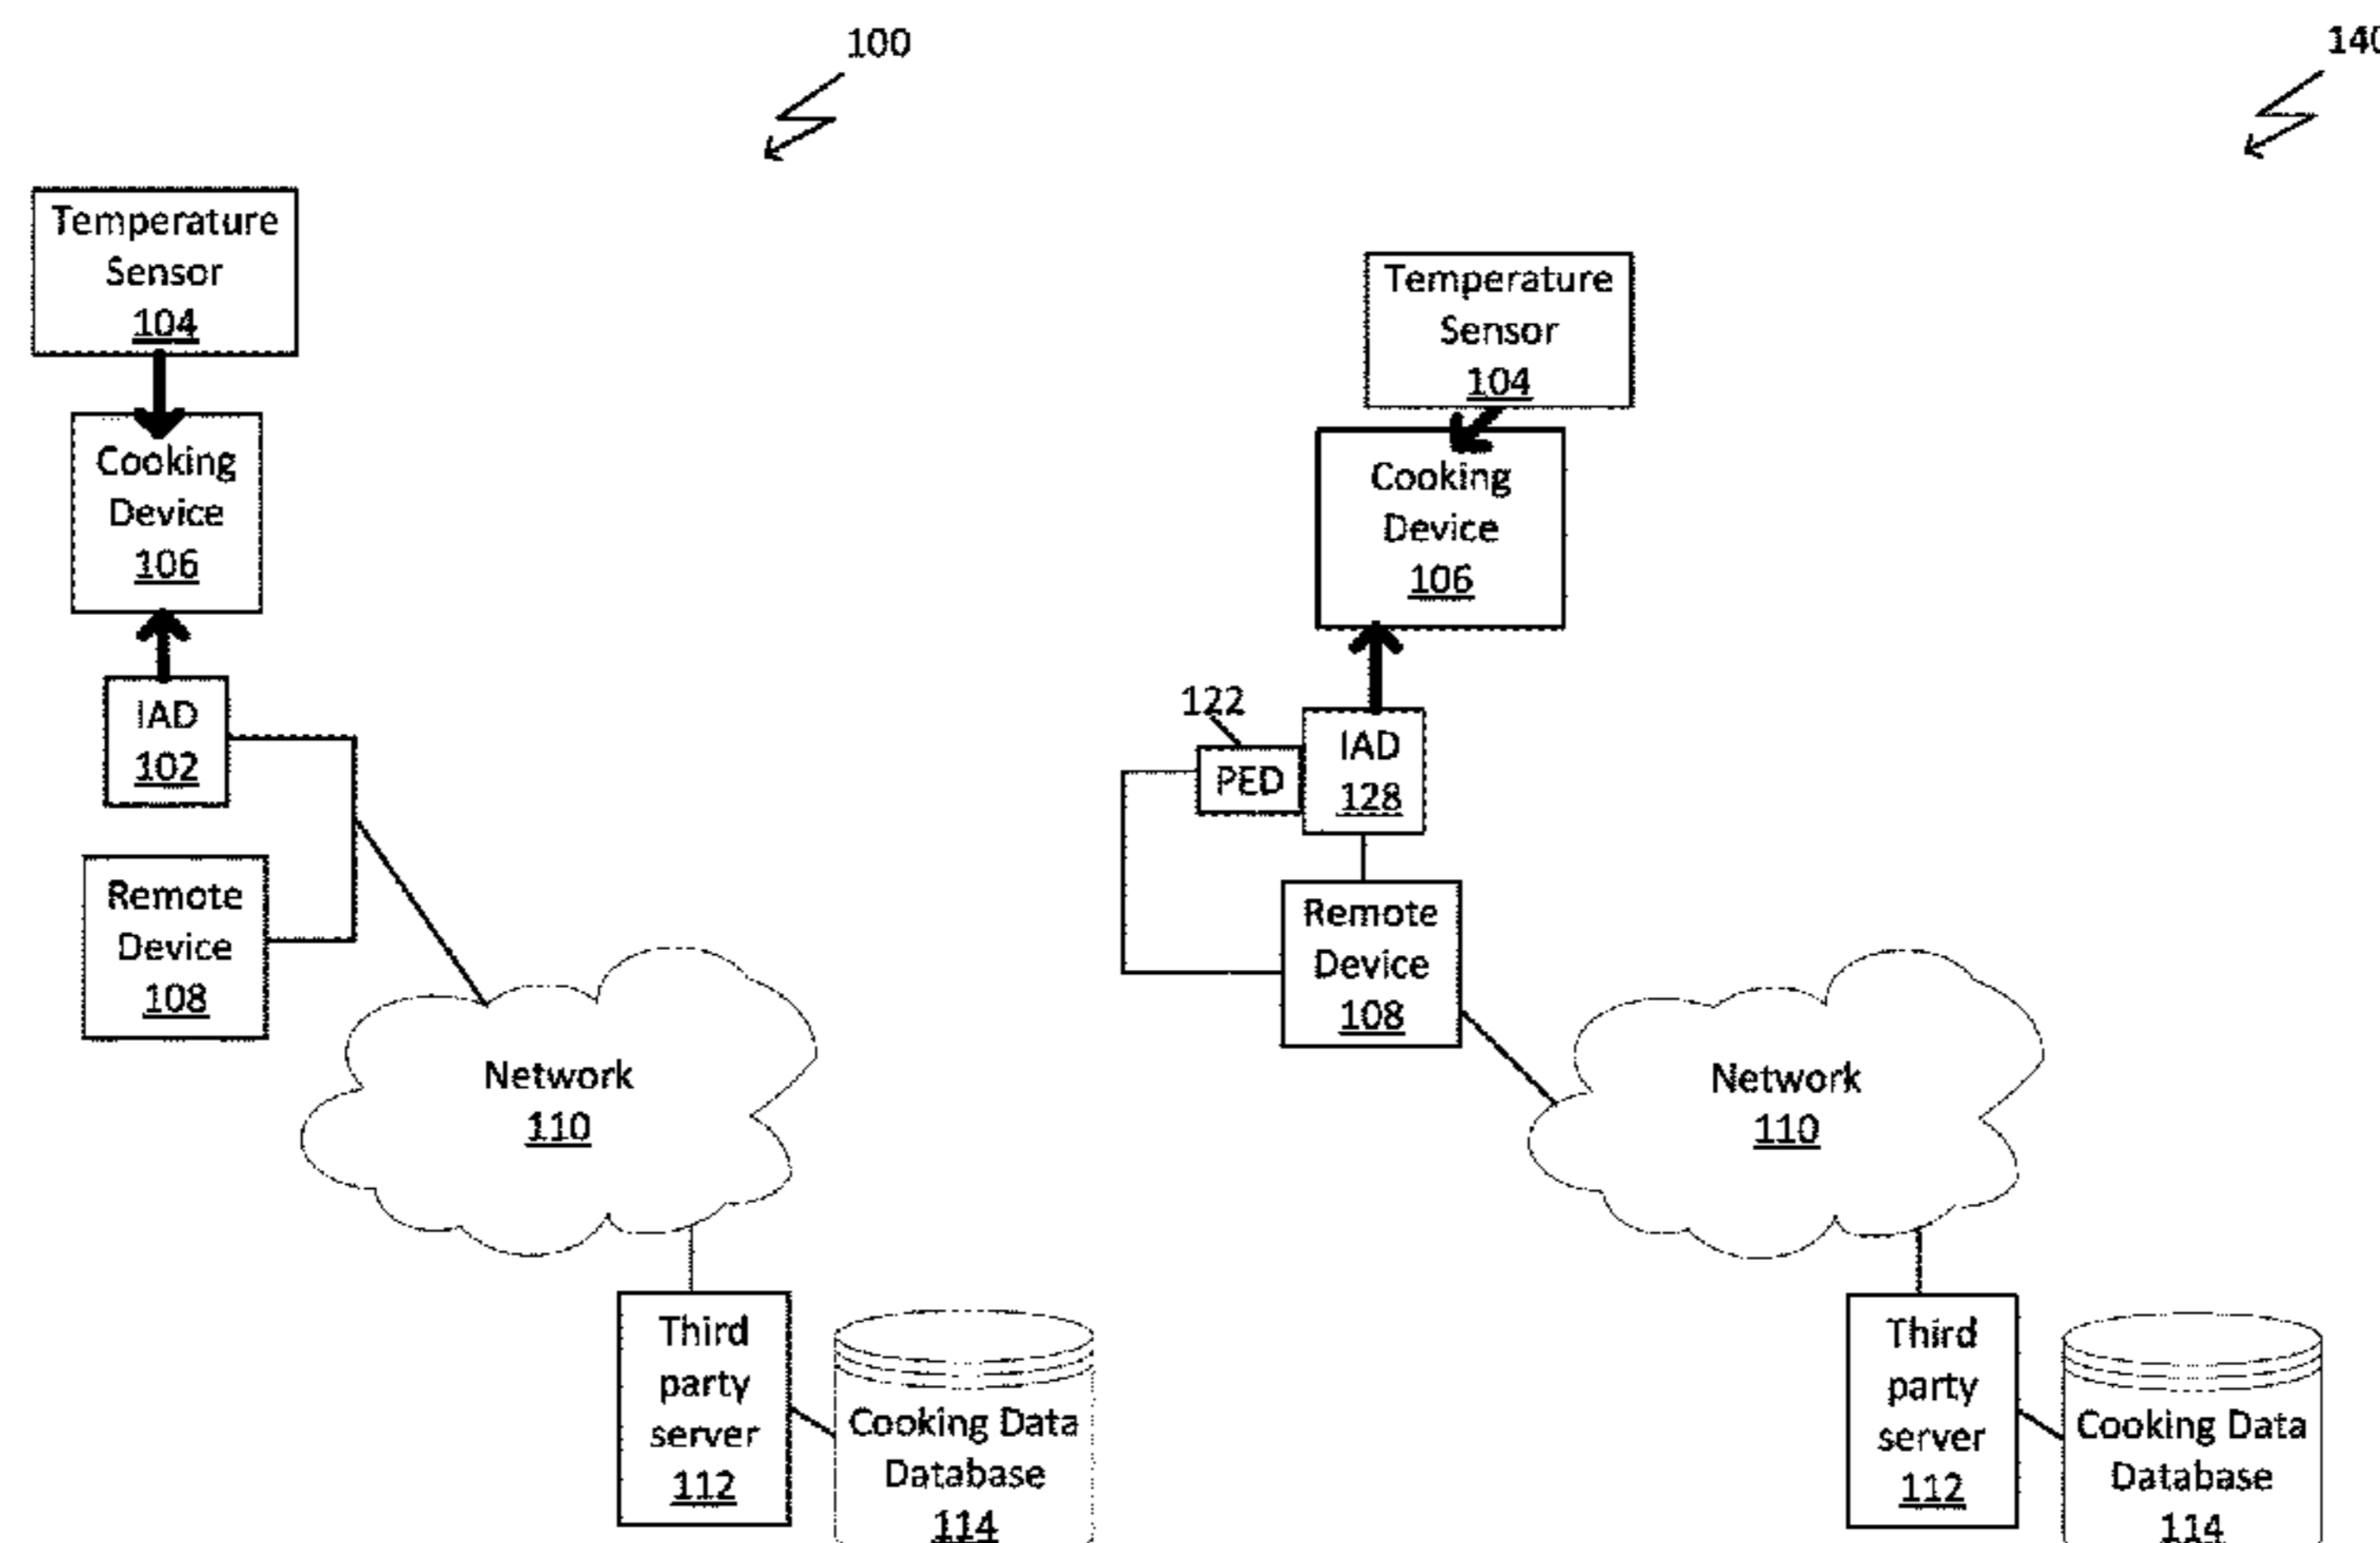 100
Temperature
Sensor
104
Cooking
Device
106
IAD
102
Remote
Device
108
Network
110
Third
party
server
112
Cooking Data
Database
114
140
Temperature
Sensor
104
Cooking
Device
106
122
PED
IAD
128
Remote
Device
108
Network
110
Third
party
server
112
Cooking Data
Database
114